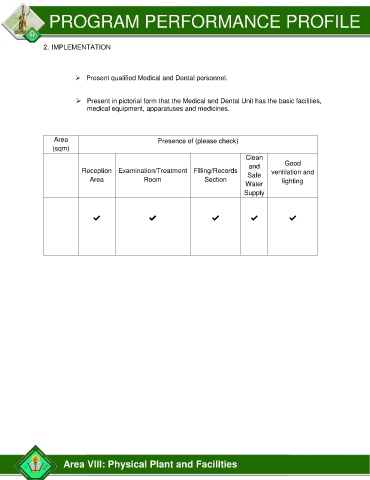 PROGRAM PERFORMANCE PROFILE
2. IMPLEMENTATION
➢ Present qualified Medical and Dental personnel.
➢ Present in pictorial form that the Medical and Dental Unit has the basic facilities,
medical equipment, apparatuses and medicines.
Area
(sqm)
Presence of (please check)
Reception
Area
Examination/Treatment
Room
Filling/Records
Section
Clean
and
Safe
Water
Supply
Good
ventilation and
lighting
✔ ✔ ✔ ✔ ✔
Area VIII: Physical Plant and Facilities